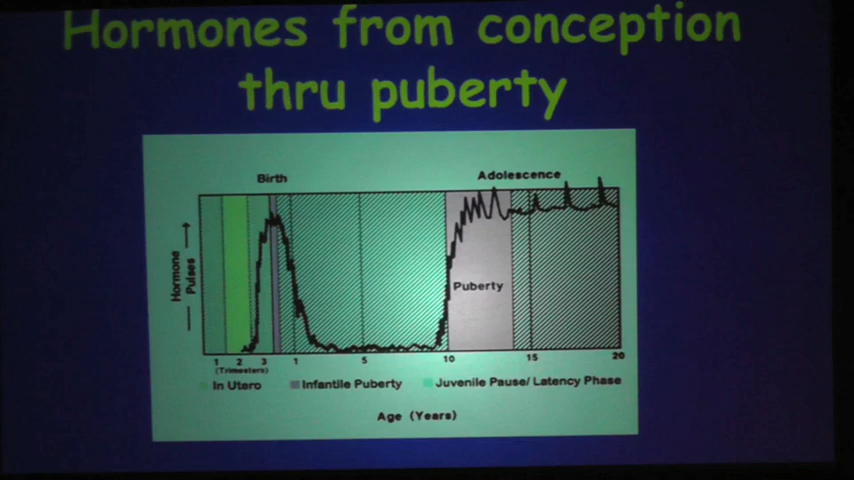 Hormones from conception
thru puberty
Birth
Adolescence
Hormone
Pulses
Puberty
1 2 3 1 5 10 15 20
(Trimesters)
In Utero Infantile Puberty Juvenile Pause/ Latency Phase
Age (Years)